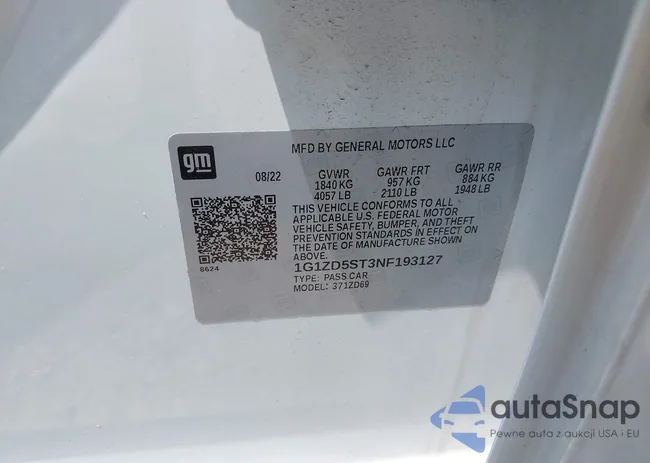 MFD BY GENERAL MOTORS LLC
gm
08/22
GVWR GAWR FRT GAWR RR
1840 KG 957 KG 884 KG
4057 LB 2110 LB 1948 LB
THIS VEHICLE CONFORMS TO ALL
APPLICABLE U.S. FEDERAL MOTOR
VEHICLE SAFETY, BUMPER, AND THEFT
PREVENTION STANDARDS IN EFFECT ON
THE DATE OF MANUFACTURE SHOWN
ABOVE.
8624
1G1ZD5ST3NF193127
TYPE: PASS CAR
MODEL: 371ZD69
autaSnap
Pewne auta z aukcji USA i EU